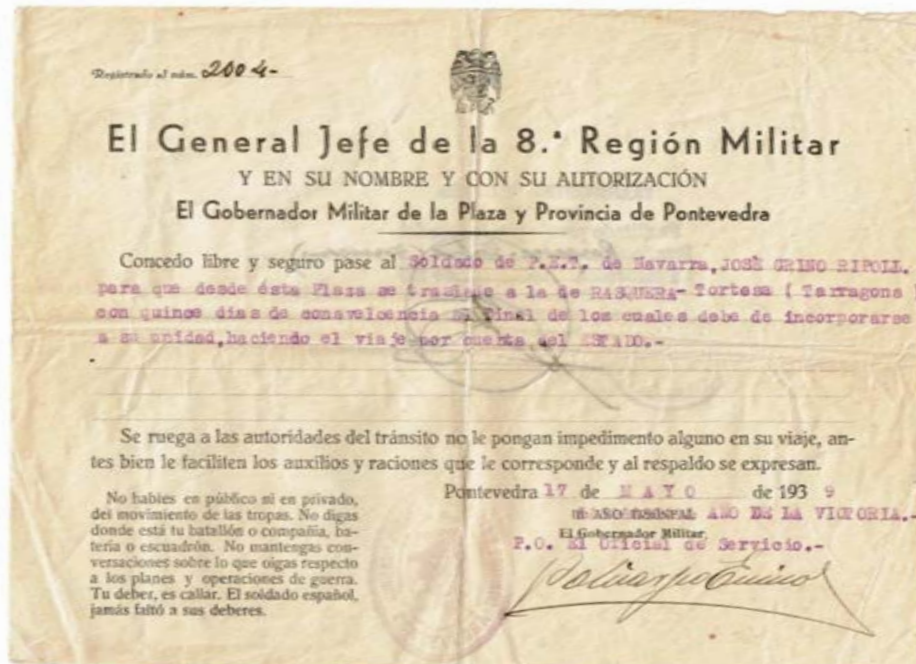 Registrado al núm. 2004-
El General Jefe de la 8.ª Región Militar
Y EN SU NOMBRE Y CON SU AUTORIZACIÓN
El Gobernador Militar de la Plaza y Provincia de Pontevedra
Concedo libre y seguro pase al Soldado de F.E.T. de Navarra, JOSÉ GRINO RIPOLL.
para que desde ésta Plaza se traslade a la de RASQUERA- Tortosa ( Tarragona
con quince días de conavelcencia al final de los cuales debe de incorporarse
a su unidad, haciendo el viaje por cuenta del ESTADO.-
Se ruega a las autoridades del tránsito no le pongan impedimento alguno en su viaje, an-
tes bien le faciliten los auxilios y raciones que le corresponde y al respaldo se expresan.
Pontevedra 17 de MAYO de 1939
AÑO DE LA VICTORIA.-
El Gobernador Militar,
P.O. El Oficial de Servicio.-
No hables en público ni en privado,
del movimiento de las tropas. No digas
donde está tu batallón o compañia, ba-
teria o escuadrón. No mantengas con-
versaciones sobre lo que oigas respecto
a los planes y operaciones de guerra.
Tu deber, es callar. El soldado español,
jamás faltó a sus deberes.